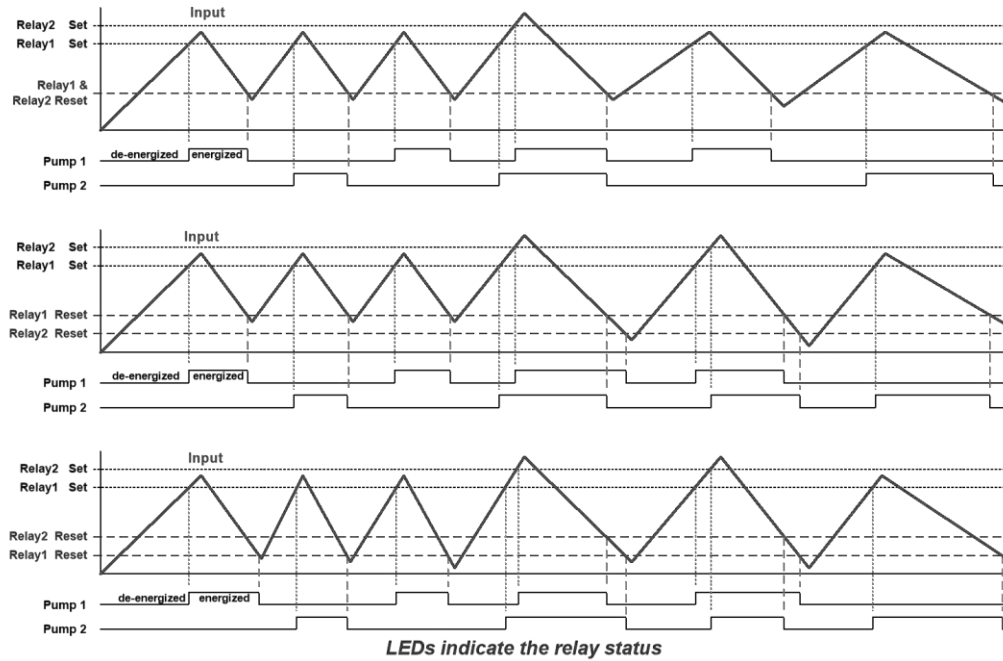 Input
Relay2 Set
Relay1 Set
Relay1 &
Relay2 Reset
de-energized energized
Pump 1
Pump 2
Input
Relay2 Set
Relay1 Set
Relay1 Reset
Relay2 Reset
de-energized energized
Pump 1
Pump 2
Input
Relay2 Set
Relay1 Set
Relay2 Reset
Relay1 Reset
de-energized energized
Pump 1
Pump 2
LEDs indicate the relay status